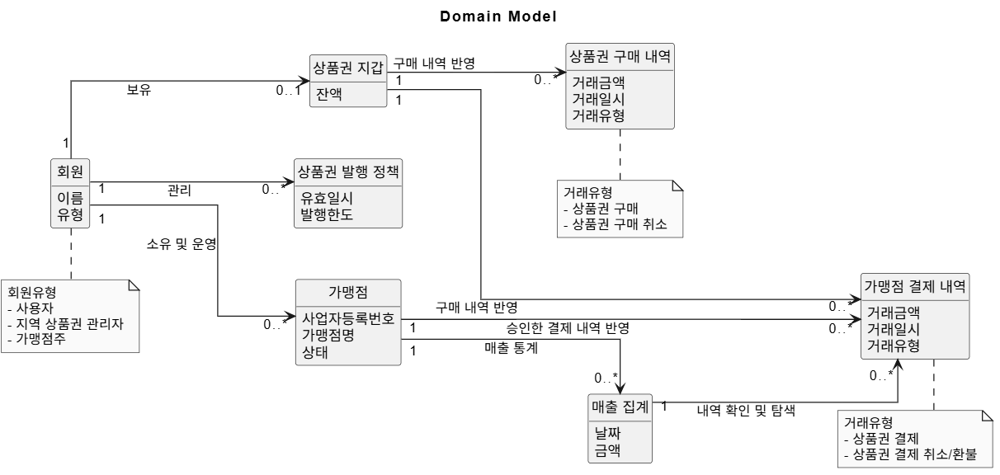 Domain Model
상품권 지갑
잔액
구매 내역 반영
1
0..*
1
상품권 구매 내역
거래금액
거래일시
거래유형
보유
0..1
1
거래유형
- 상품권 구매
- 상품권 구매 취소
회원
이름
유형
1
관리
0..*
상품권 발행 정책
유효일시
발행한도
1
소유 및 운영
0..*
회원유형
- 사용자
- 지역 상품권 관리자
- 가맹점주
가맹점
사업자등록번호
가맹점명
상태
구매 내역 반영
0..*
1
승인한 결제 내역 반영
0..*
1
매출 통계
0..*
가맹점 결제 내역
거래금액
거래일시
거래유형
매출 집계
날짜
금액
1
내역 확인 및 탐색
0..*
거래유형
- 상품권 결제
- 상품권 결제 취소/환불